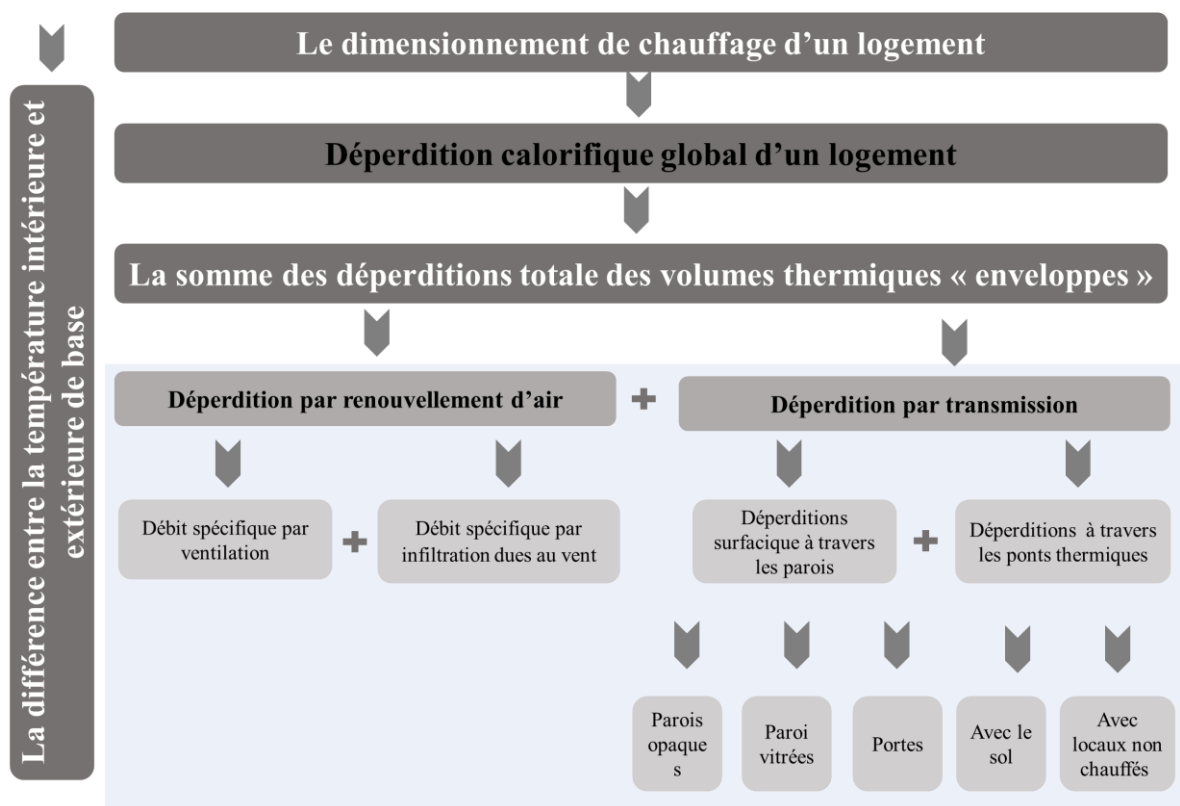 Le dimensionnement de chauffage d’un logement
Déperdition calorifique global d’un logement
La somme des déperditions totale des volumes thermiques « enveloppes »
La différence entre la température intérieure et
extérieure de base
Déperdition par renouvellement d’air
Déperdition par transmission
Débit spécifique par
ventilation
Débit spécifique par
infiltration dues au vent
Déperditions
surfacique à travers
les parois
Déperditions à travers
les ponts thermiques
Parois
opaque
s
Paroi
vitrées
Portes
Avec le
sol
Avec
locaux non
chauffés